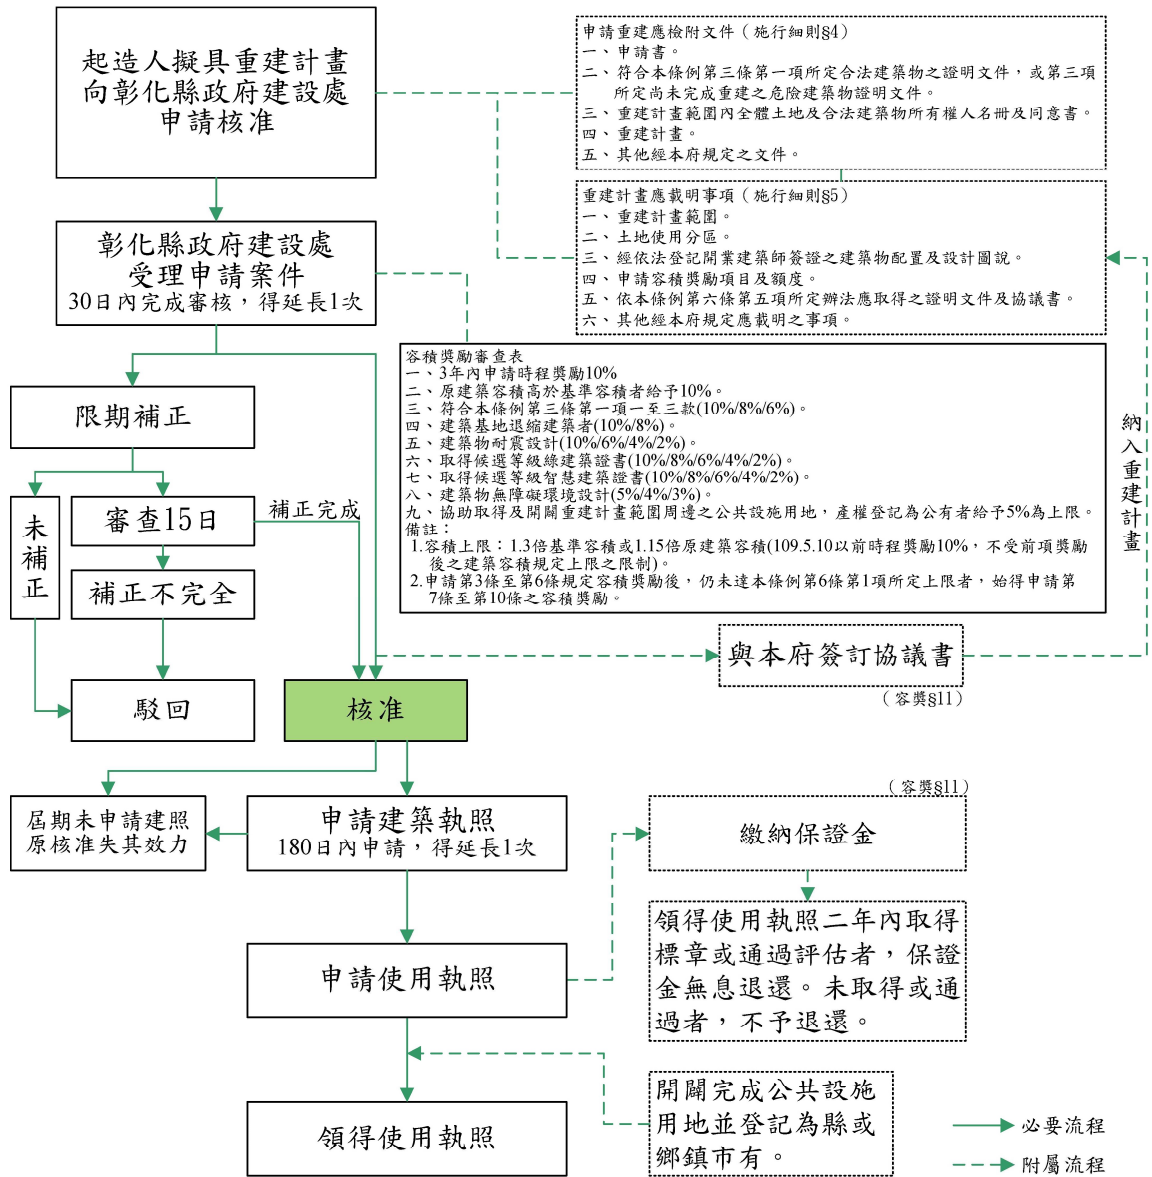 起造人擬具重建計畫
向彰化縣政府建設處
申請核准
申請重建應檢附文件（施行細則§4）
一、申請書。
二、符合本條例第三條第一項所定合法建築物之證明文件，或第三項
所定尚未完成重建之危險建築物證明文件。
三、重建計畫範圍內全體土地及合法建築物所有權人名冊及同意書。
四、重建計畫。
五、其他經本府規定之文件。
重建計畫應載明事項（施行細則§5）
一、重建計畫範圍。
二、土地使用分區。
三、經依法登記開業建築師簽證之建築物配置及設計圖說。
四、申請容積獎勵項目及額度。
五、依本條例第六條第五項所定辦法應取得之證明文件及協議書。
六、其他經本府規定應載明之事項。
彰化縣政府建設處
受理申請案件
30日內完成審核，得延長1次
容積獎勵審查表
一、3年內申請時程獎勵10%
二、原建築容積高於基準容積者給予10%。
三、符合本條例第三條第一項一至三款(10%/8%/6%)。
四、建築基地退縮建築者(10%/8%)。
五、建築物耐震設計(10%/6%/4%/2%)。
六、取得候選等級綠建築證書(10%/8%/6%/4%/2%)。
七、取得候選等級智慧建築證書(10%/8%/6%/4%/2%)。
八、建築物無障礙環境設計(5%/4%/3%)。
九、協助取得及開闢重建計畫範圍周邊之公共設施用地，產權登記為公有者給予5%為上限。
備註：
1.容積上限：1.3倍基準容積或1.15倍原建築容積(109.5.10以前時程獎勵10%，不受前項獎勵
後之建築容積規定上限之限制)。
2.申請第3條至第6條規定容積獎勵後，仍未達本條例第6條第1項所定上限者，始得申請第
7條至第10條之容積獎勵。
納入重建計畫
限期補正
未補正
審查15日
補正完成
補正不完全
駁回
核准
與本府簽訂協議書
（容獎§11）
屆期未申請建照
原核准失其效力
申請建築執照
180日內申請，得延長1次
（容獎§11）
繳納保證金
領得使用執照二年內取得
標章或通過評估者，保證
金無息退還。未取得或通
過者，不予退還。
申請使用執照
開闢完成公共設施
用地並登記為縣或
鄉鎮市有。
領得使用執照
必要流程
附屬流程